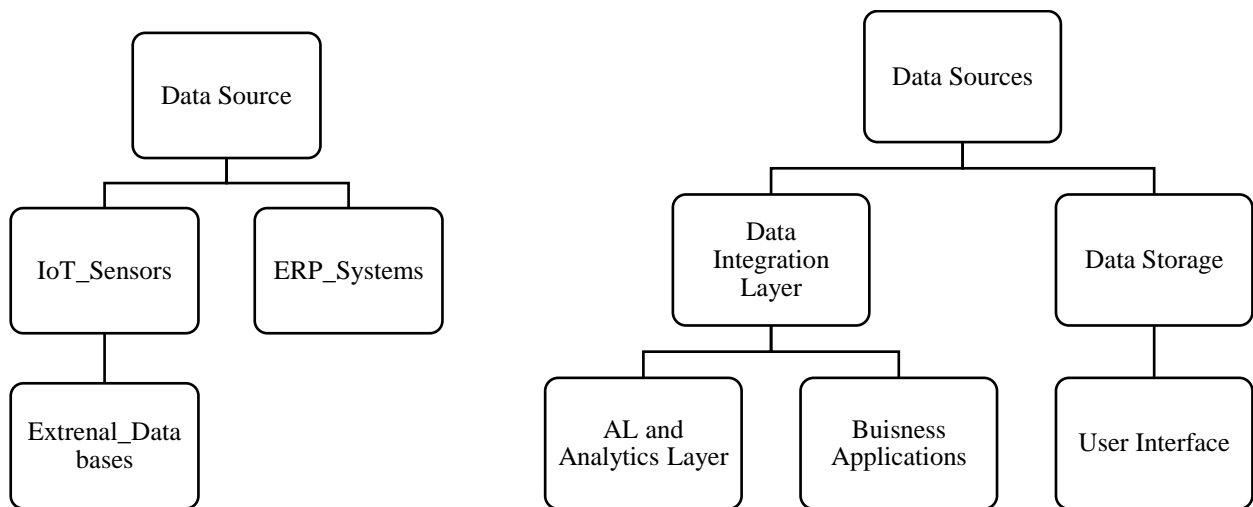 Data Source
IoT_Sensors
ERP_Systems
Extrenal_Data
bases
Data Sources
Data
Integration
Layer
Data Storage
AL and
Analytics Layer
Buisness
Applications
User Interface